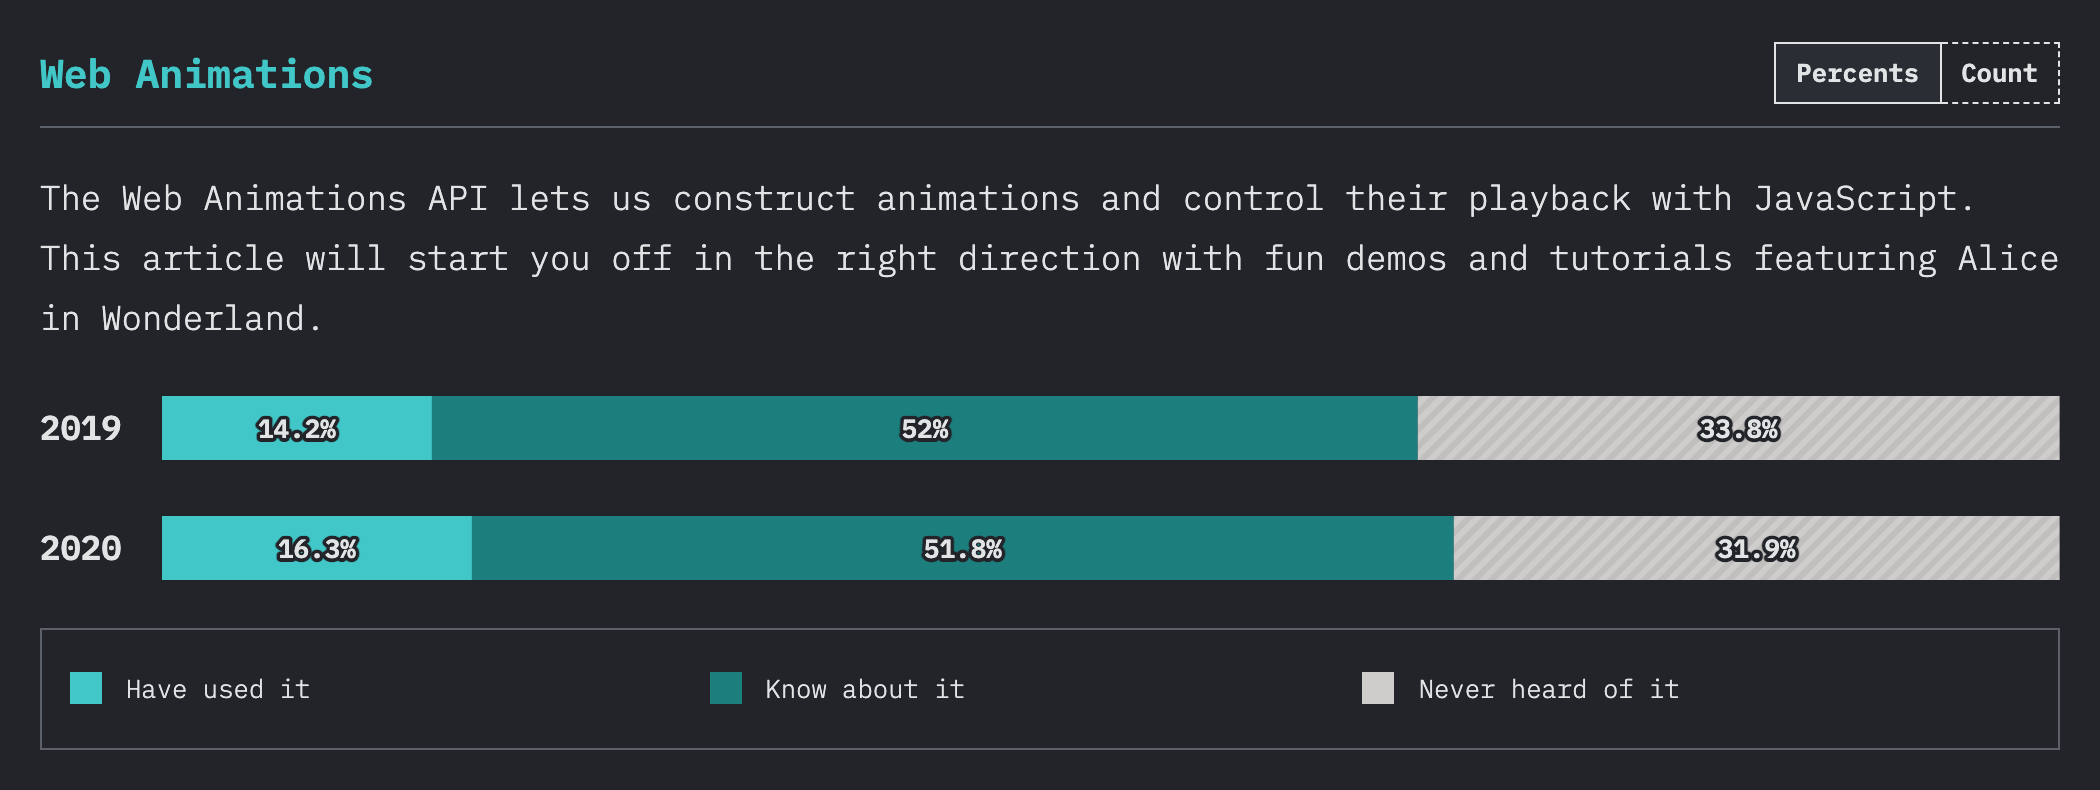 Web Animations
Percents Count
The Web Animations API lets us construct animations and control their playback with JavaScript.
This article will start you off in the right direction with fun demos and tutorials featuring Alice
in Wonderland.
2019 14.2% 52% 33.8%
2020 16.3% 51.8% 31.9%
Have used it Know about it Never heard of it